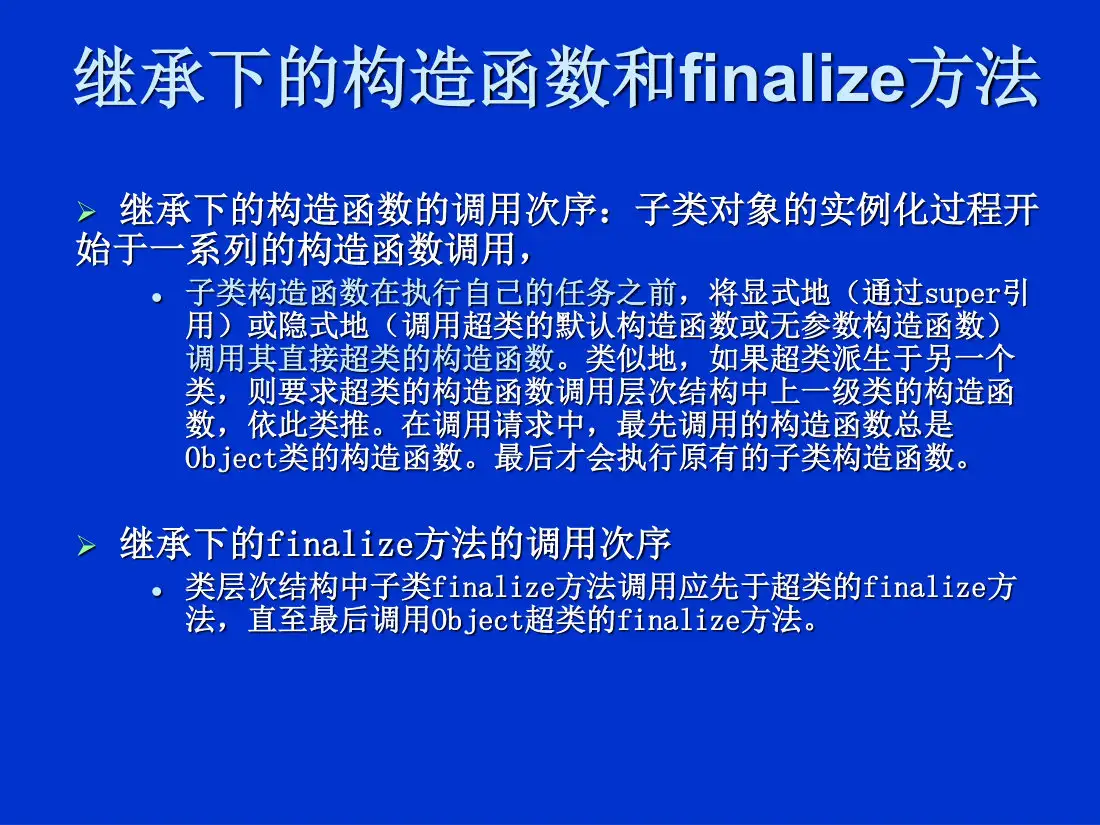 继承下的构造函数和finalize方法
继承下的构造函数的调用次序：子类对象的实例化过程开
始于一系列的构造函数调用，
子类构造函数在执行自己的任务之前，将显式地（通过super引
用）或隐式地（调用超类的默认构造函数或无参数构造函数）
调用其直接超类的构造函数。类似地，如果超类派生于另一个
类，则要求超类的构造函数调用层次结构中上一级类的构造函
数，依此类推。在调用请求中，最先调用的构造函数总是
Object类的构造函数。最后才会执行原有的子类构造函数。
继承下的finalize方法的调用次序
类层次结构中子类finalize方法调用应先于超类的finalize方
法，直至最后调用Object超类的finalize方法。